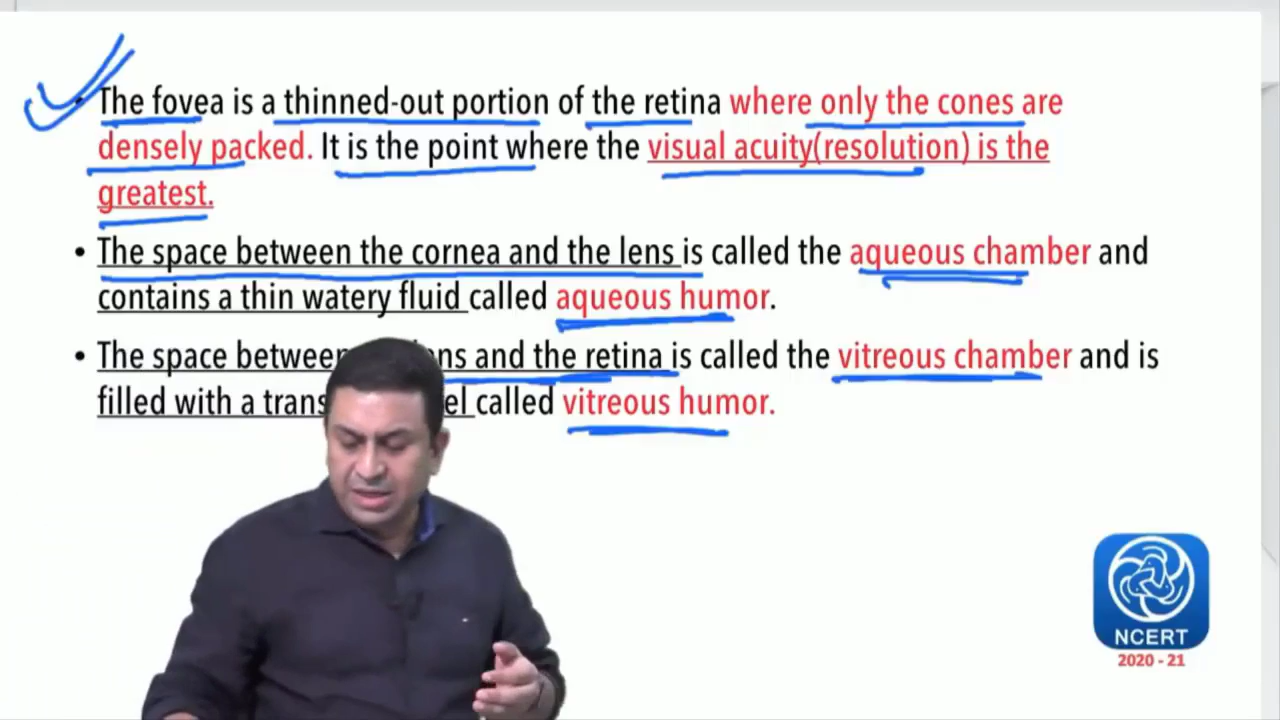 • The fovea is a thinned-out portion of the retina where only the cones are
densely packed. It is the point where the visual acuity(resolution) is the
greatest.
• The space between the cornea and the lens is called the aqueous chamber and
contains a thin watery fluid called aqueous humor.
• The space between and the retina is called the vitreous chamber and is
filled with a called vitreous humor.
NCERT
2020 - 21